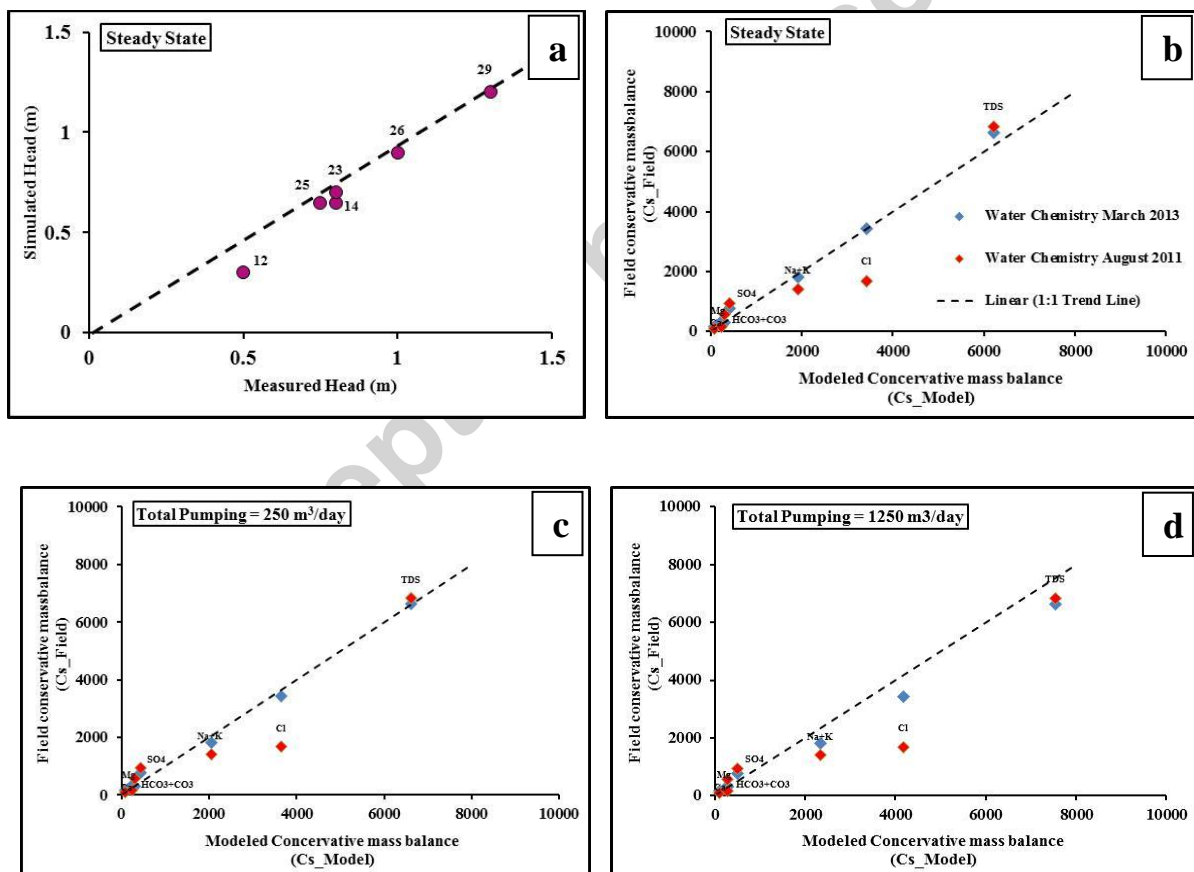 a
Steady State
1.5
1
0.5
0
Simulated Head (m)
29
26
23
25
14
12
0
0.5
1
1.5
Measured Head (m)
b
Steady State
10000
8000
6000
4000
2000
0
Field conservative massbalance
(Cs_Field)
TDS
Water Chemistry March 2013
Water Chemistry August 2011
Linear (1:1 Trend Line)
Cl
Na+K
SO4
Mg
HCO3+CO3
Ca
0
2000
4000
6000
8000
10000
Modeled Concervative mass balance
(Cs_Model)
c
Total Pumping = 250 m³/day
10000
8000
6000
4000
2000
0
Field conservative massbalance
(Cs_Field)
TDS
Cl
Na+K
SO4
Mg
HCO3+CO3
0
2000
4000
6000
8000
10000
Modeled Concervative mass balance
(Cs_Model)
d
Total Pumping = 1250 m3/day
10000
8000
6000
4000
2000
0
Field conservative massbalance
(Cs_Field)
TDS
Cl
Na+K
SO4
Mg
HCO3+CO3
Ca
0
2000
4000
6000
8000
10000
Modeled Concervative mass balance
(Cs_Model)